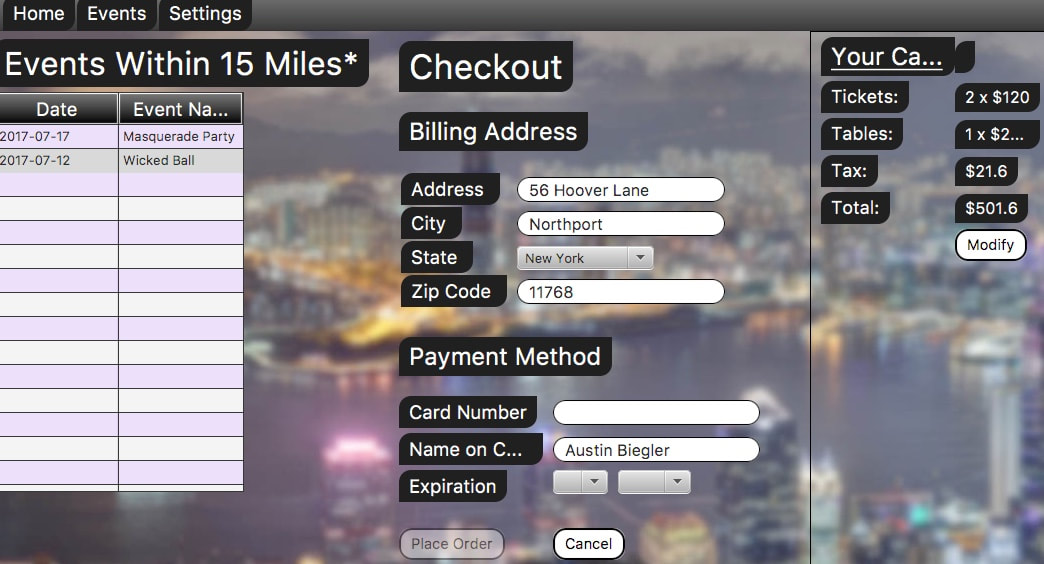 Home Events Settings
Events Within 15 Miles*
Date Event Na...
2017-07-17 Masquerade Party
2017-07-12 Wicked Ball
Checkout
Billing Address
Address 56 Hoover Lane
City Northport
State New York
Zip Code 11768
Payment Method
Card Number
Name on C... Austin Biegler
Expiration
Place Order Cancel
Your Ca...
Tickets: 2 x $120
Tables: 1 x $2...
Tax: $21.6
Total: $501.6
Modify